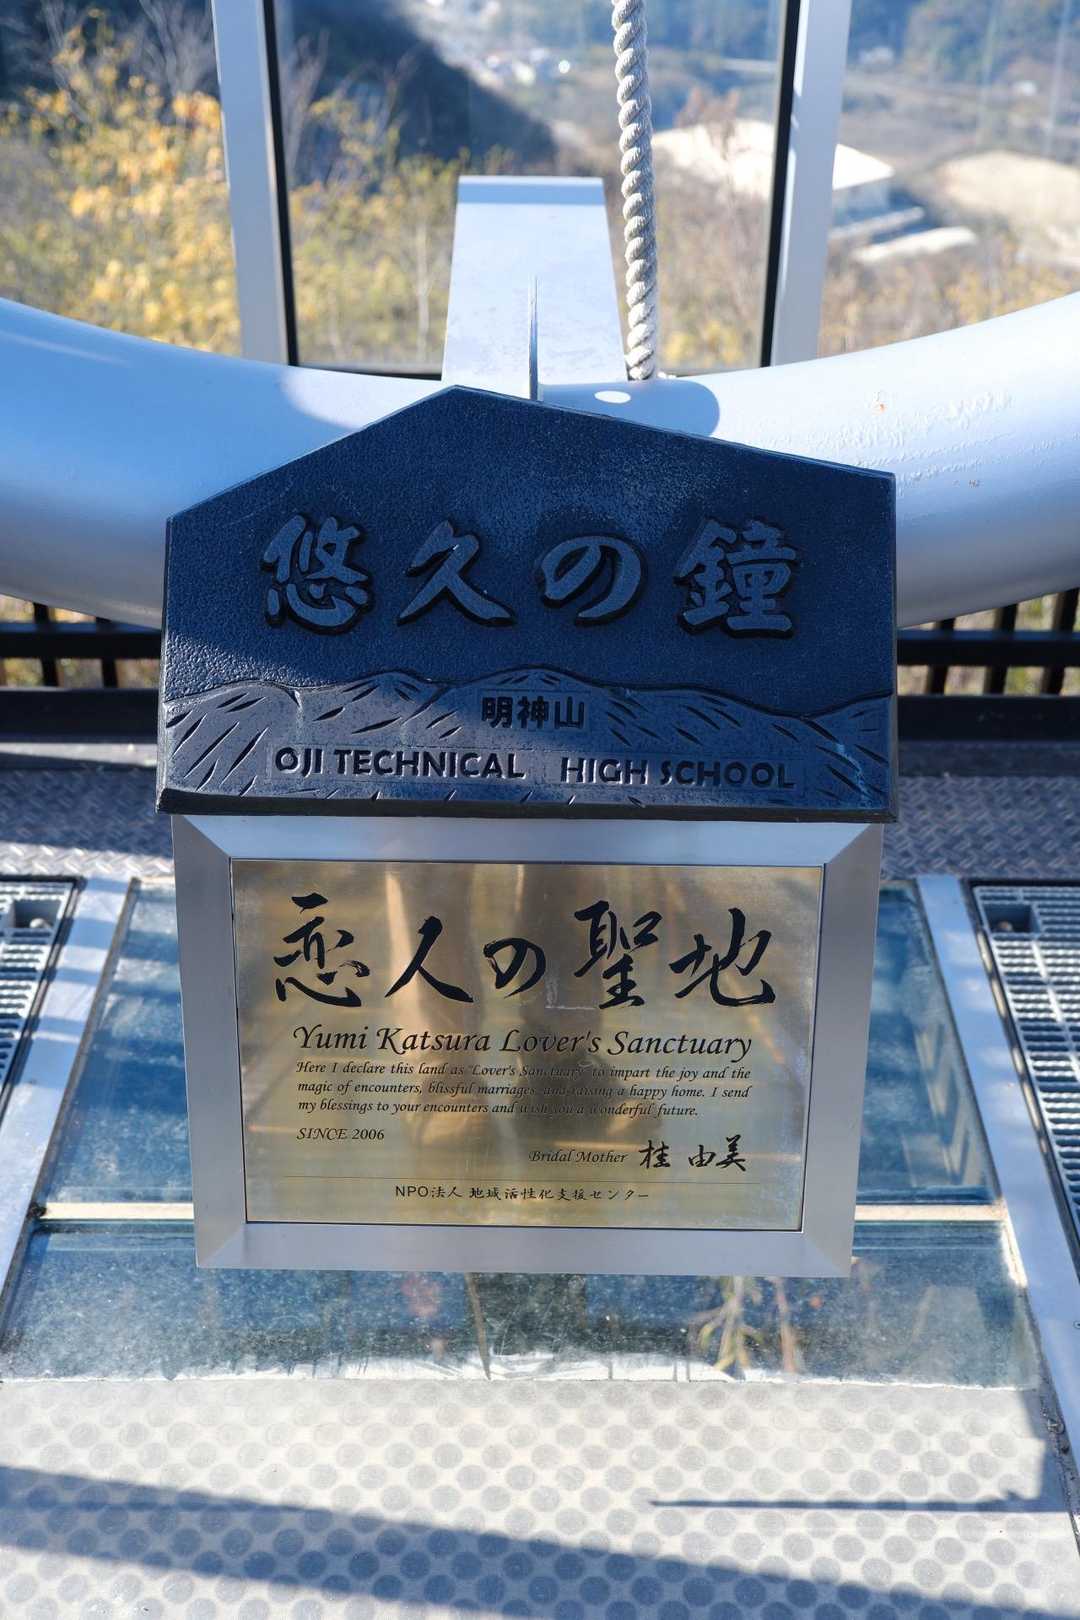 悠久の鐘
明神山
OJI TECHNICAL HIGH SCHOOL
恋人の聖地
Yumi Katsura Lover's Sanctuary
Here I declare this land as "Lover's Sanctuary" to impart the joy and the
magic of encounters, blissful marriages, and raising a happy home. I send
my blessings to your encounters and wish you a wonderful future.
SINCE 2006
Bridal Mother 桂 由美
NPO法人 地域活性化支援センター